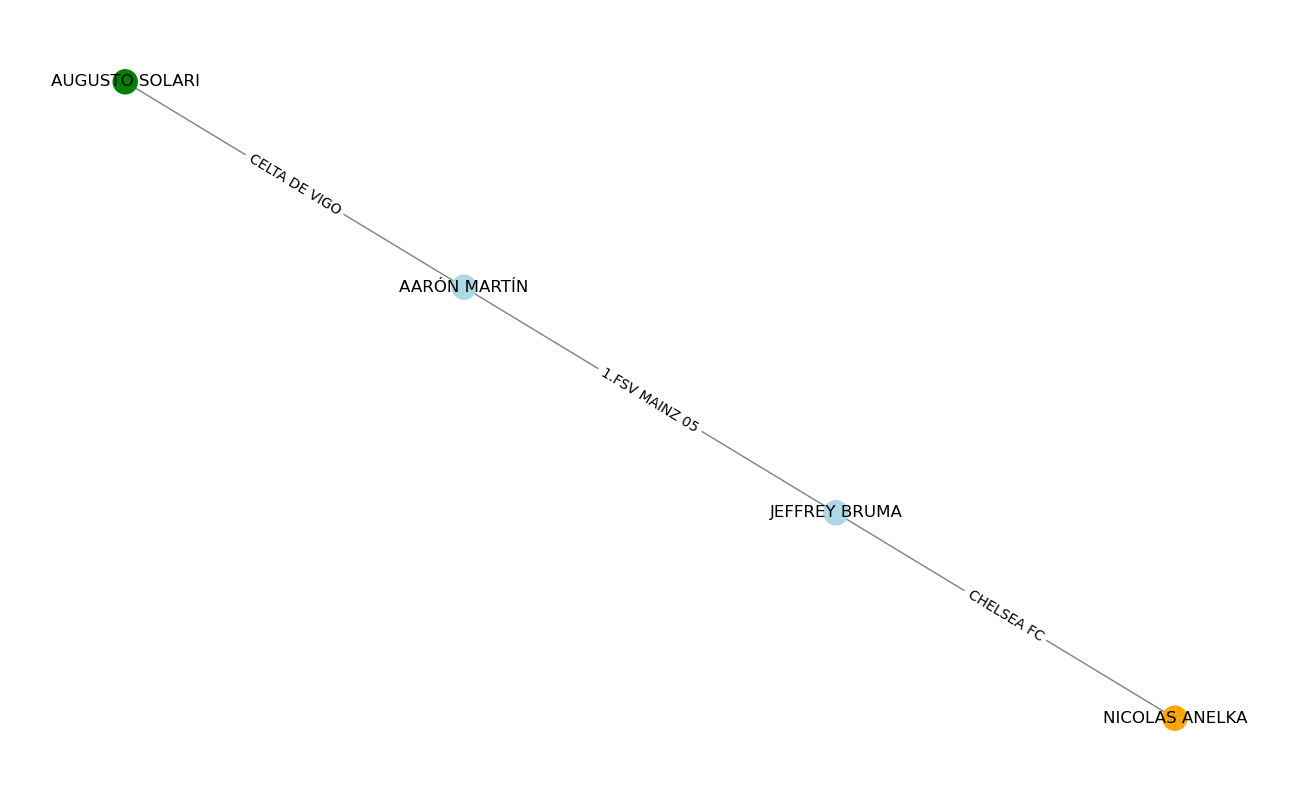 AUGUSTO SOLARI
CELTA DE VIGO
AARÓN MARTÍN
1.FSV MAINZ 05
JEFFREY BRUMA
CHELSEA FC
NICOLAS ANELKA